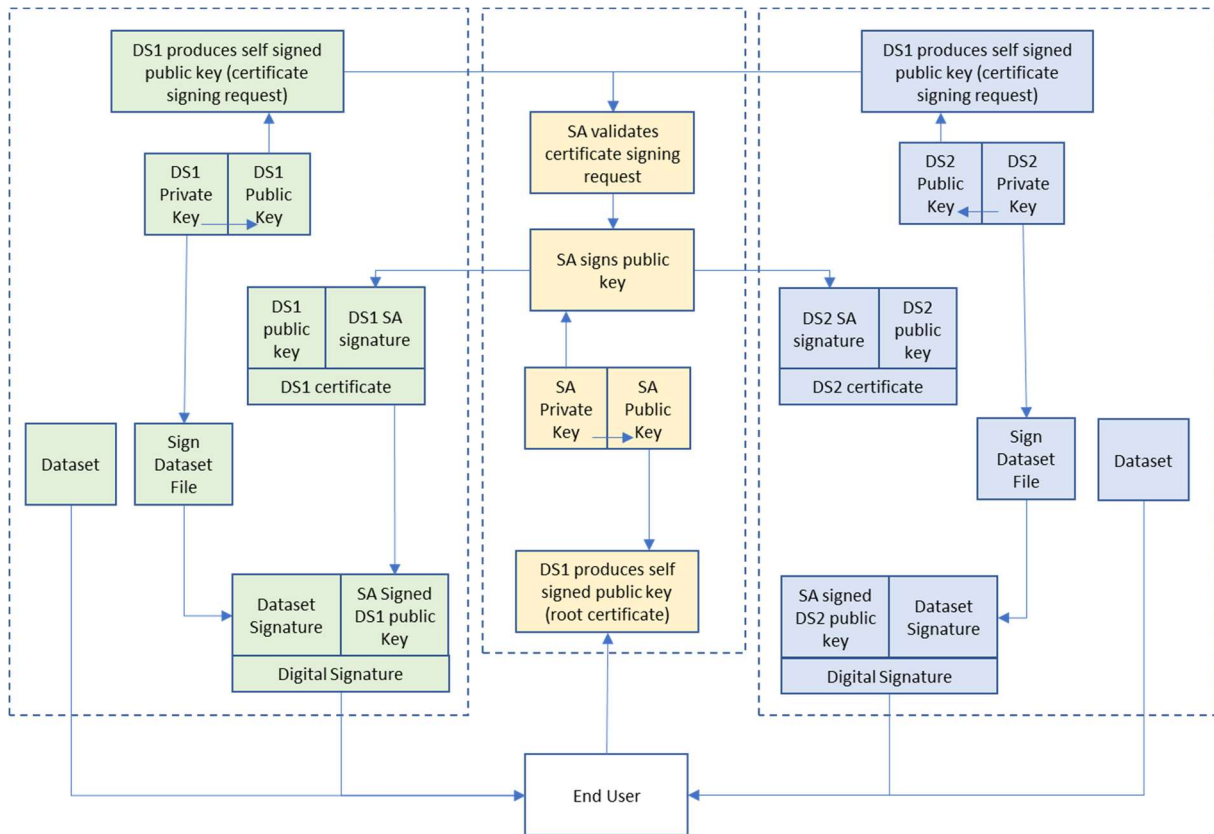 DS1 produces self signed
public key (certificate
signing request)
DS1
Private
Key
DS1
Public
Key
DS1
public
key
DS1 SA
signature
DS1 certificate
Dataset
Sign
Dataset
File
Dataset
Signature
SA Signed
DS1 public
Key
Digital Signature
SA validates
certificate signing
request
SA signs public
key
SA
Private
Key
SA
Public
Key
DS1 produces self
signed public key
(root certificate)
DS1 produces self signed
public key (certificate
signing request)
DS2
Public
Key
DS2
Private
Key
DS2 SA
signature
DS2
public
key
DS2 certificate
Sign
Dataset
File
Dataset
SA signed
DS2 public
key
Dataset
Signature
Digital Signature
End User